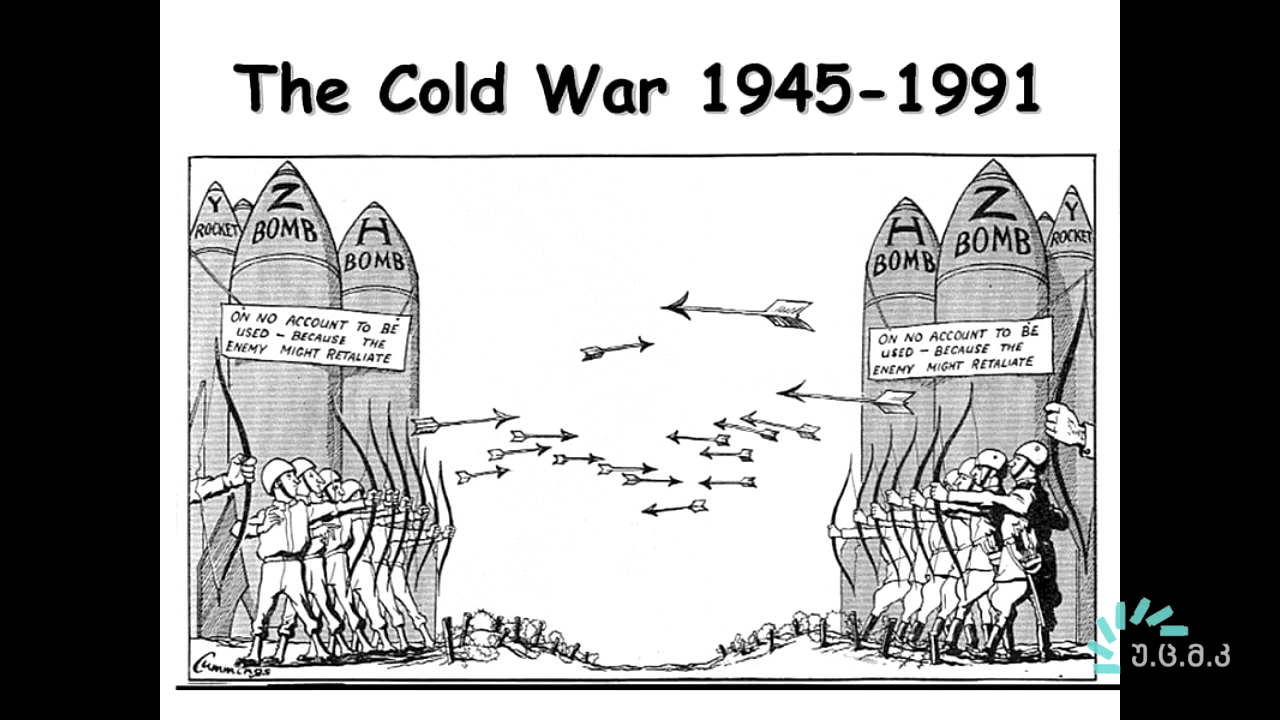 The Cold War 1945-1991
Y
ROCKET
Z
BOMB
H
BOMB
ON NO ACCOUNT TO BE
USED - BECAUSE THE
ENEMY MIGHT RETALIATE
H
BOMB
Z
BOMB
Y
ROCKET
ON NO ACCOUNT TO BE
USED - BECAUSE THE
ENEMY MIGHT RETALIATE
Cummings
უ.ც.მ.კ